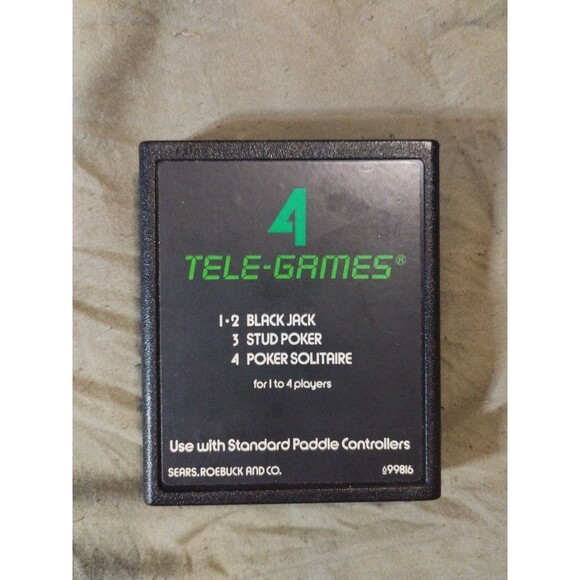 4
TELE-GAMES®
1•2 BLACK JACK
3 STUD POKER
4 POKER SOLITAIRE
for 1 to 4 players
Use with Standard Paddle Controllers
SEARS, ROEBUCK AND CO. 699816